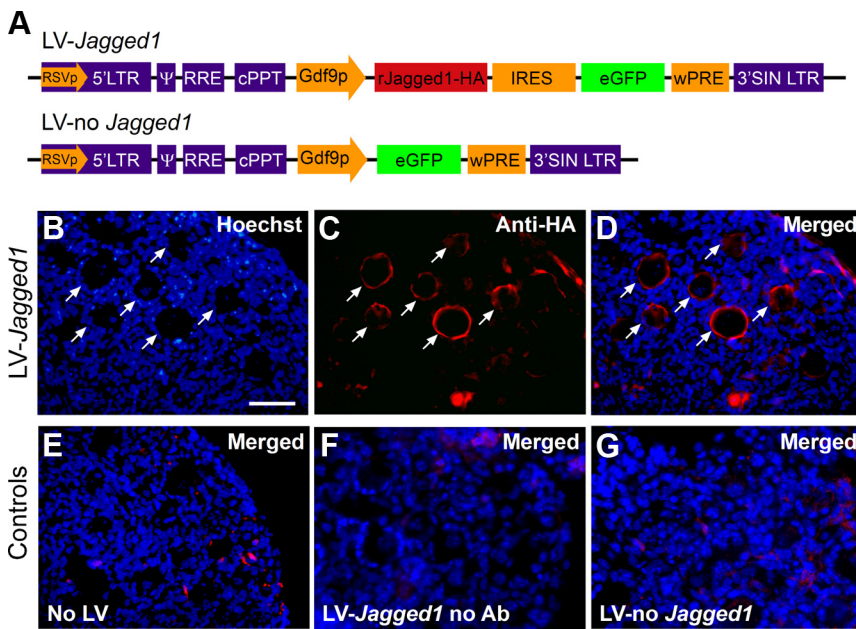 A
LV-Jagged1
RSVp 5'LTR Ψ RRE cPPT Gdf9p rJagged1-HA IRES eGFP wPRE 3'SIN LTR
LV-no Jagged1
RSVp 5'LTR Ψ RRE cPPT Gdf9p eGFP wPRE 3'SIN LTR
LV-Jagged1
B Hoechst
C Anti-HA
D Merged
Controls
E Merged
No LV
F Merged
LV-Jagged1 no Ab
G Merged
LV-no Jagged1